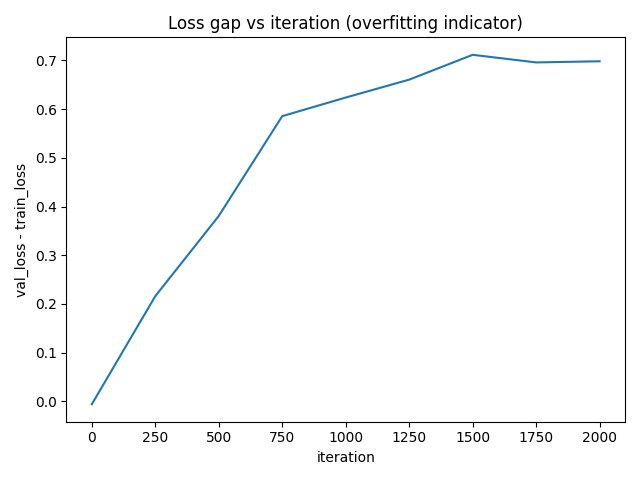 Loss gap vs iteration (overfitting indicator)
val_loss - train_loss
0.7
0.6
0.5
0.4
0.3
0.2
0.1
0.0
0 250 500 750 1000 1250 1500 1750 2000
iteration